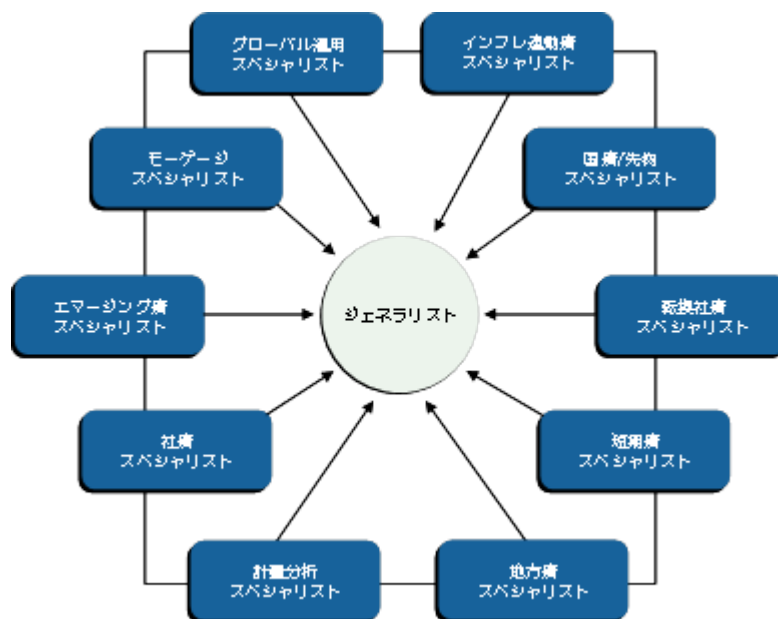 グローバル運用
スペシャリスト
インフレ連動債
スペシャリスト
モーゲージ
スペシャリスト
国債/先物
スペシャリスト
エマージング債
スペシャリスト
ジェネラリスト
転換社債
スペシャリスト
社債
スペシャリスト
短期債
スペシャリスト
計量分析
スペシャリスト
地方債
スペシャリスト